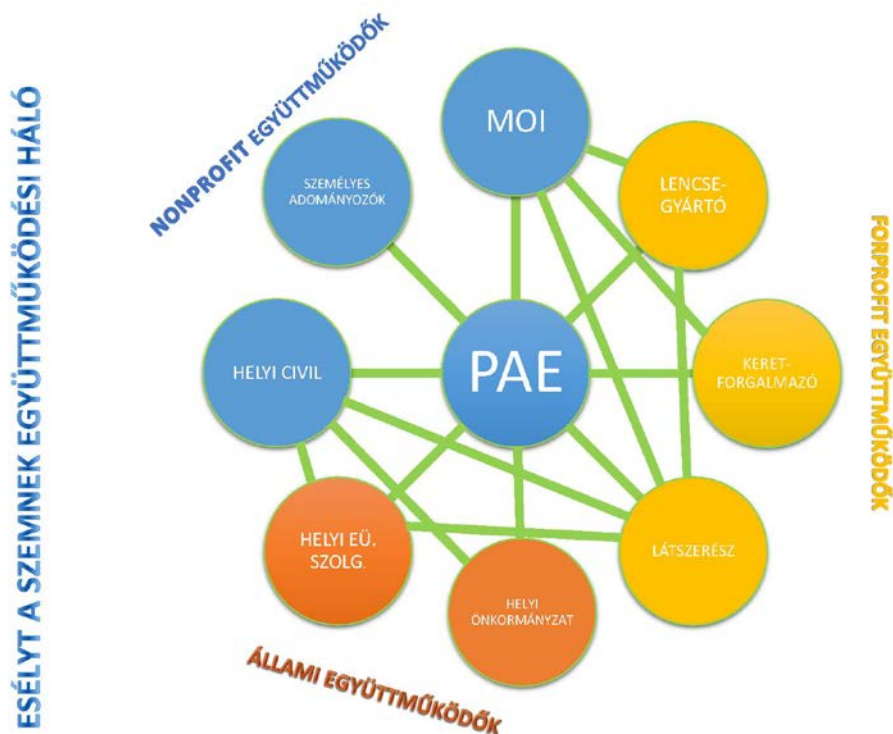 ESÉLYT A SZEMNEK EGYÜTTMŰKÖDÉSI HÁLÓ
NONPROFIT EGYÜTTMŰKÖDŐK
MOI
SZEMÉLYES
ADOMÁNYOZÓK
LENCSE-
GYÁRTÓ
HELYI CIVIL
PAE
KERET-
FORGALMAZÓ
FORPROFIT EGYÜTTMŰKÖDŐK
HELYI EÜ.
SZOLG.
HELYI
ÖNKORMÁNYZAT
LÁTSZERÉSZ
ÁLLAMI EGYÜTTMŰKÖDŐK